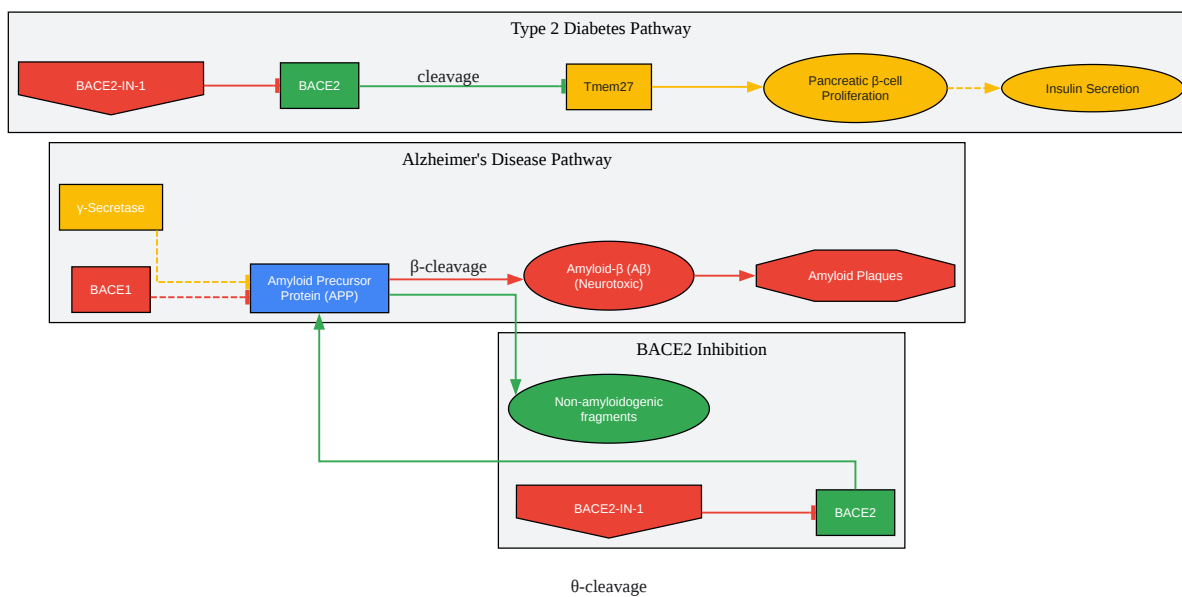 Type 2 Diabetes Pathway
BACE2-IN-1
BACE2
cleavage
Tmem27
Pancreatic β-cell
Proliferation
Insulin Secretion
Alzheimer's Disease Pathway
γ-Secretase
BACE1
Amyloid Precursor
Protein (APP)
β-cleavage
Amyloid-β (Aβ)
(Neurotoxic)
Amyloid Plaques
BACE2 Inhibition
Non-amyloidogenic
fragments
BACE2-IN-1
BACE2
θ-cleavage